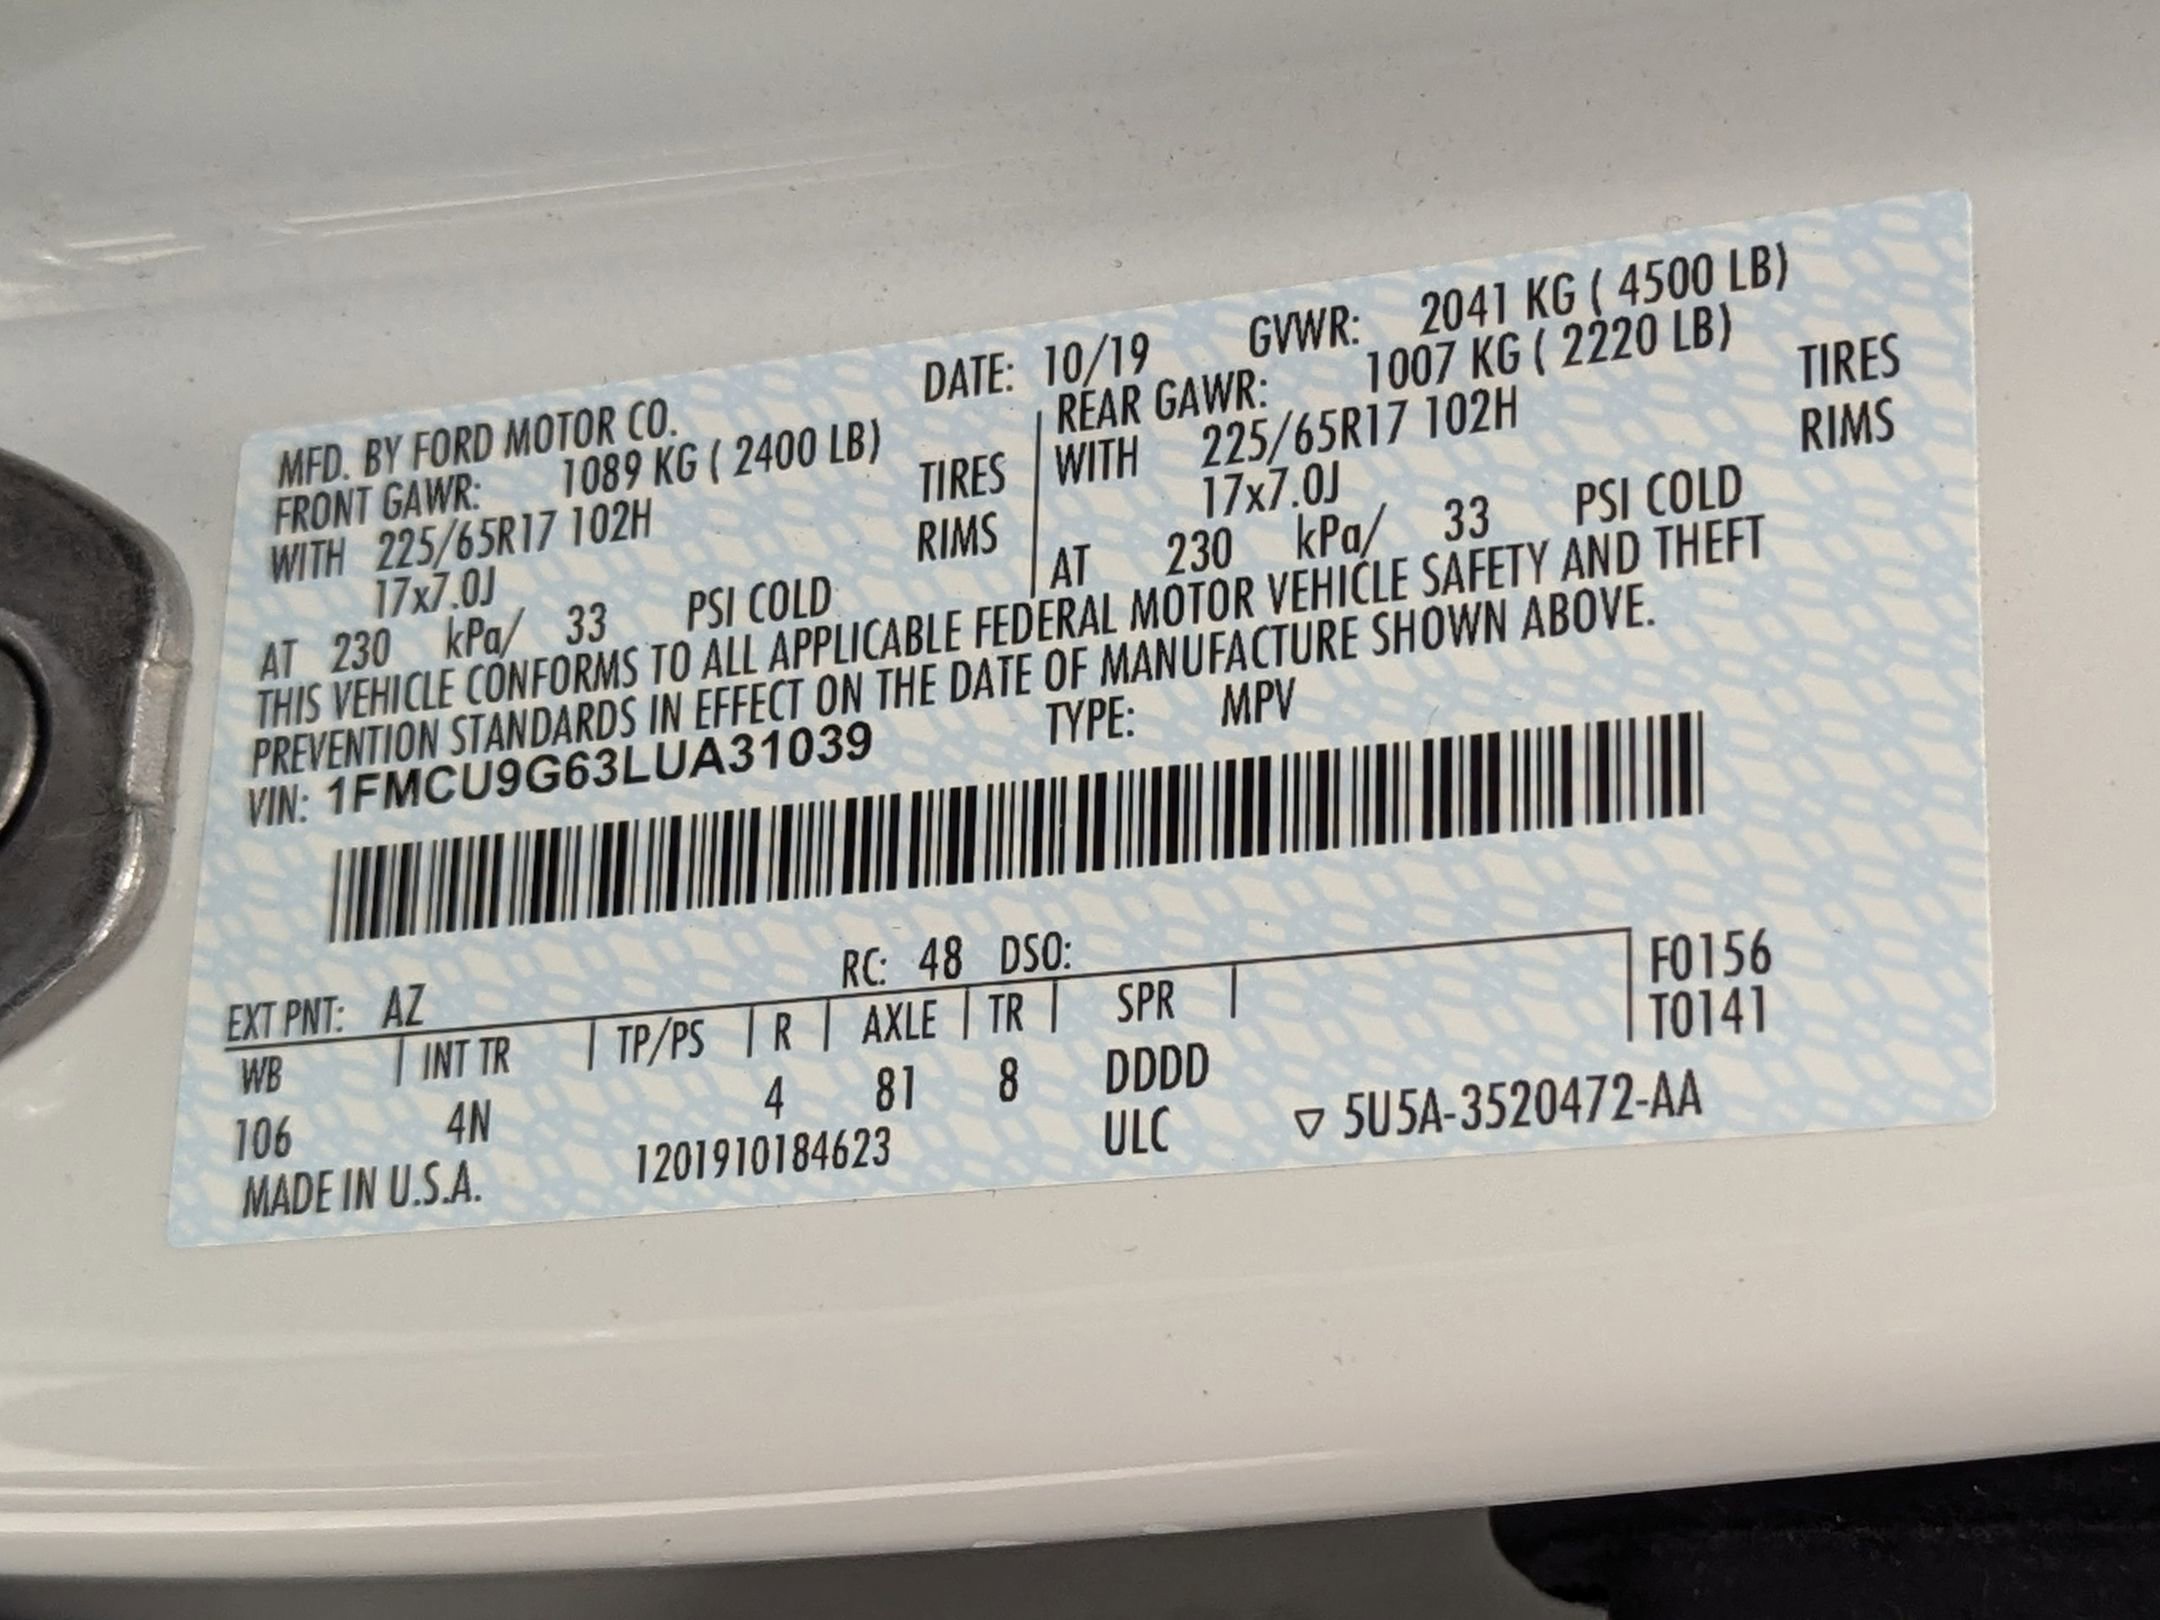 MFD. BY FORD MOTOR CO. DATE: 10/19 GVWR: 2041 KG ( 4500 LB)
FRONT GAWR: 1089 KG ( 2400 LB) REAR GAWR: 1007 KG ( 2220 LB)
WITH 225/65R17 102H TIRES WITH 225/65R17 102H TIRES
17x7.0J RIMS 17x7.0J RIMS
AT 230 kPa/ 33 PSI COLD AT 230 kPa/ 33 PSI COLD
THIS VEHICLE CONFORMS TO ALL APPLICABLE FEDERAL MOTOR VEHICLE SAFETY AND THEFT
PREVENTION STANDARDS IN EFFECT ON THE DATE OF MANUFACTURE SHOWN ABOVE.
VIN: 1FMCU9G63LUA31039 TYPE: MPV
EXT PNT: AZ RC: 48 DSO: F0156
WB INT TR TP/PS R AXLE TR SPR T0141
106 4N 4 81 8 DDDD
MADE IN U.S.A. 1201910184623 ULC ▽ 5U5A-3520472-AA